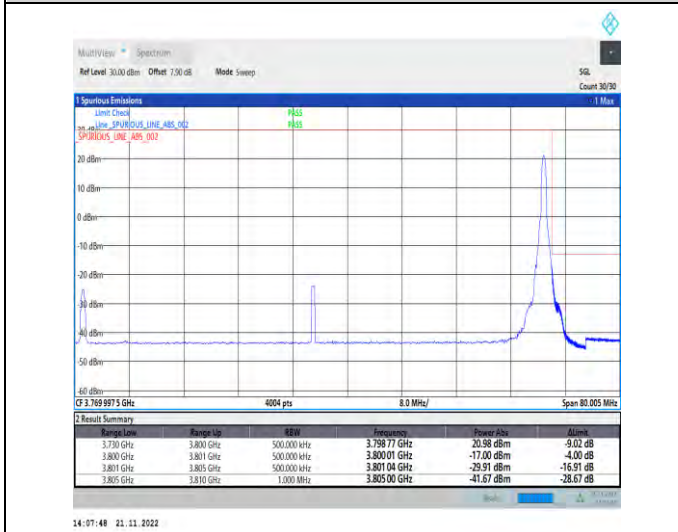 MultiView Spectrum
Ref Level 30.00 dBm Offset 7.90 dB Mode Sweep SGL
Count 30/30
1 Spurious Emissions 1 Max
Limit Check PASS
Line _SPURIOUS_LINE_ABS_002 PASS
_SPURIOUS_LINE_ABS_002
20 dBm
10 dBm
0 dBm
-10 dBm
-20 dBm
-30 dBm
-40 dBm
-50 dBm
-60 dBm
CF 3.769 997 5 GHz 4004 pts 8.0 MHz/ Span 80.005 MHz
2 Result Summary
Range Low Range Up RBW Frequency Power Abs ΔLimit
3.730 GHz 3.800 GHz 500.000 kHz 3.798 77 GHz 20.98 dBm -9.02 dB
3.800 GHz 3.801 GHz 500.000 kHz 3.800 01 GHz -17.00 dBm -4.00 dB
3.801 GHz 3.805 GHz 500.000 kHz 3.801 04 GHz -29.91 dBm -16.91 dB
3.805 GHz 3.810 GHz 1.000 MHz 3.805 00 GHz -41.67 dBm -28.67 dB
14:07:48 21.11.2022